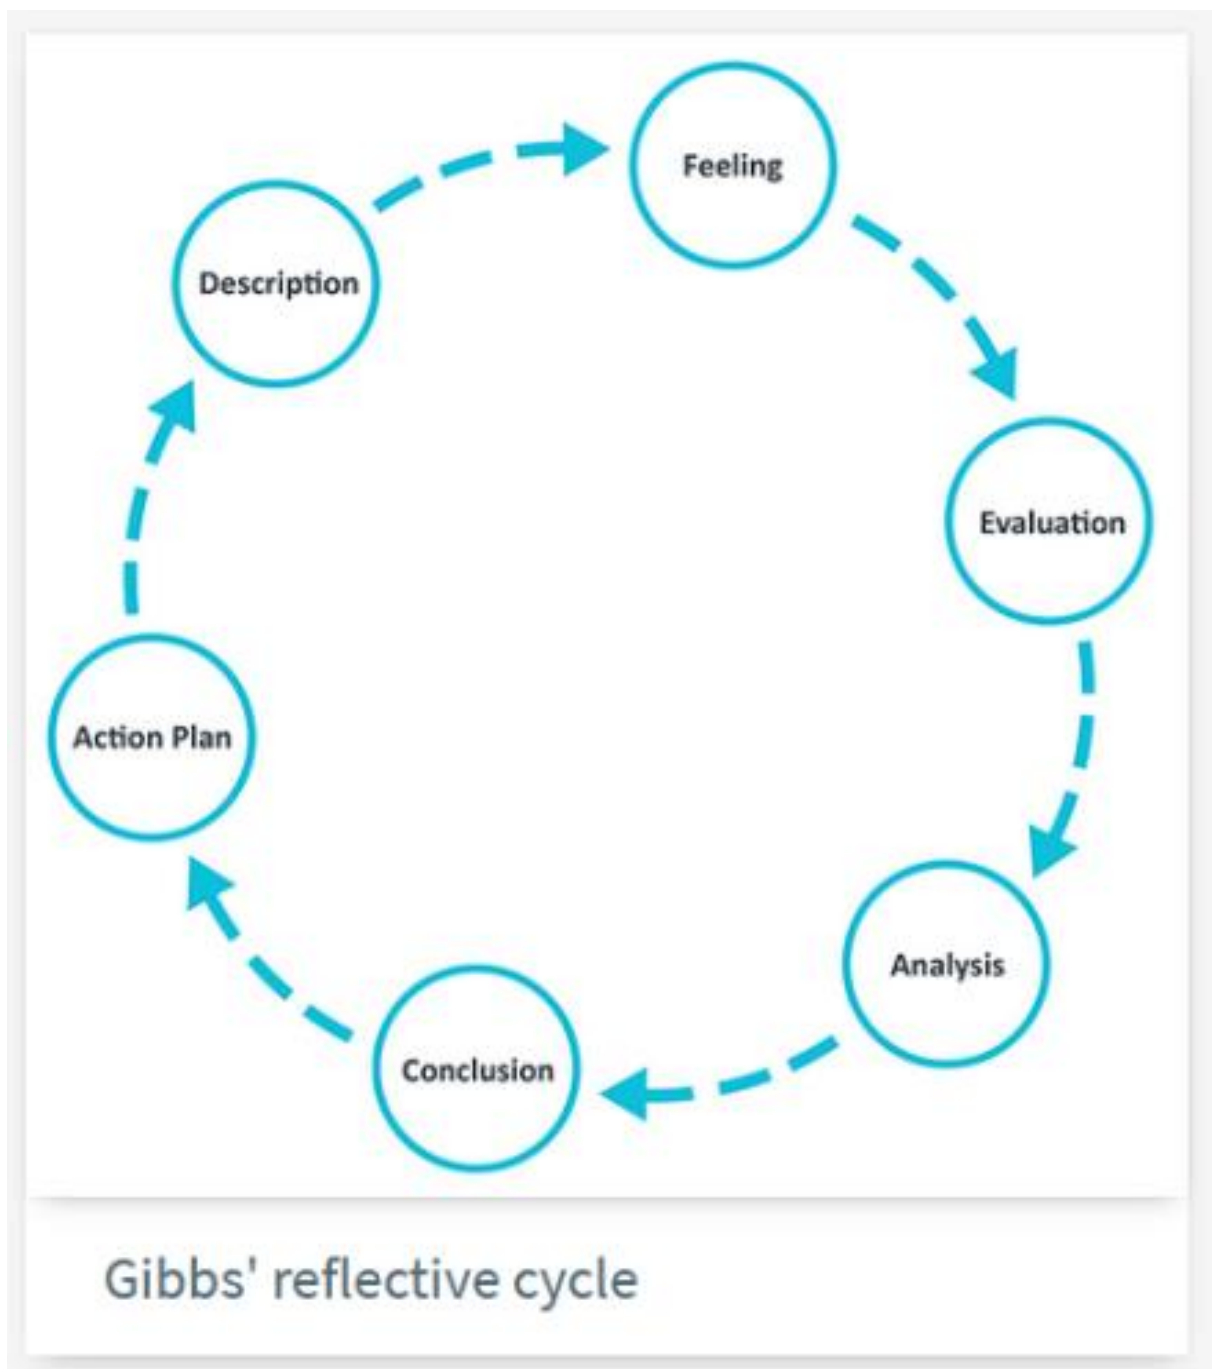 Feeling
Description
Evaluation
Action Plan
Analysis
Conclusion
Gibbs' reflective cycle